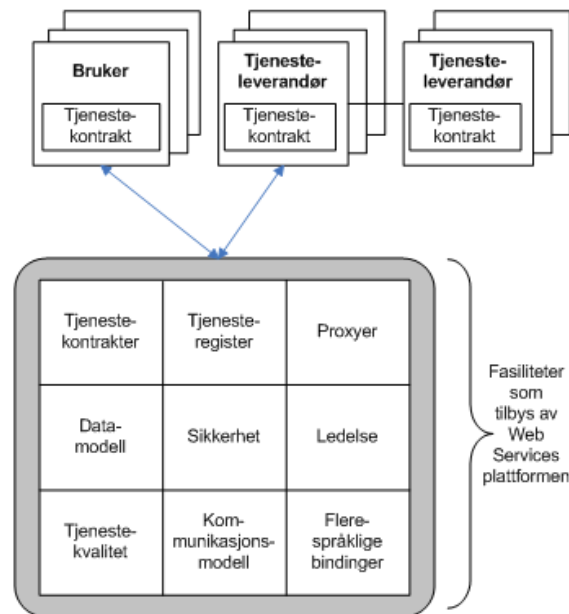 Bruker
Tjeneste-
kontrakt
Tjeneste-
leverandør
Tjeneste-
kontrakt
Tjeneste-
leverandør
Tjeneste-
kontrakt
Tjeneste-
kontrakter
Tjeneste-
register
Proxyer
Data-
modell
Sikkerhet
Ledelse
Tjeneste-
kvalitet
Kom-
munikasjons-
modell
Flere-
språklige
bindinger
Fasiliteter
som
tilbys av
Web
Services
plattformen